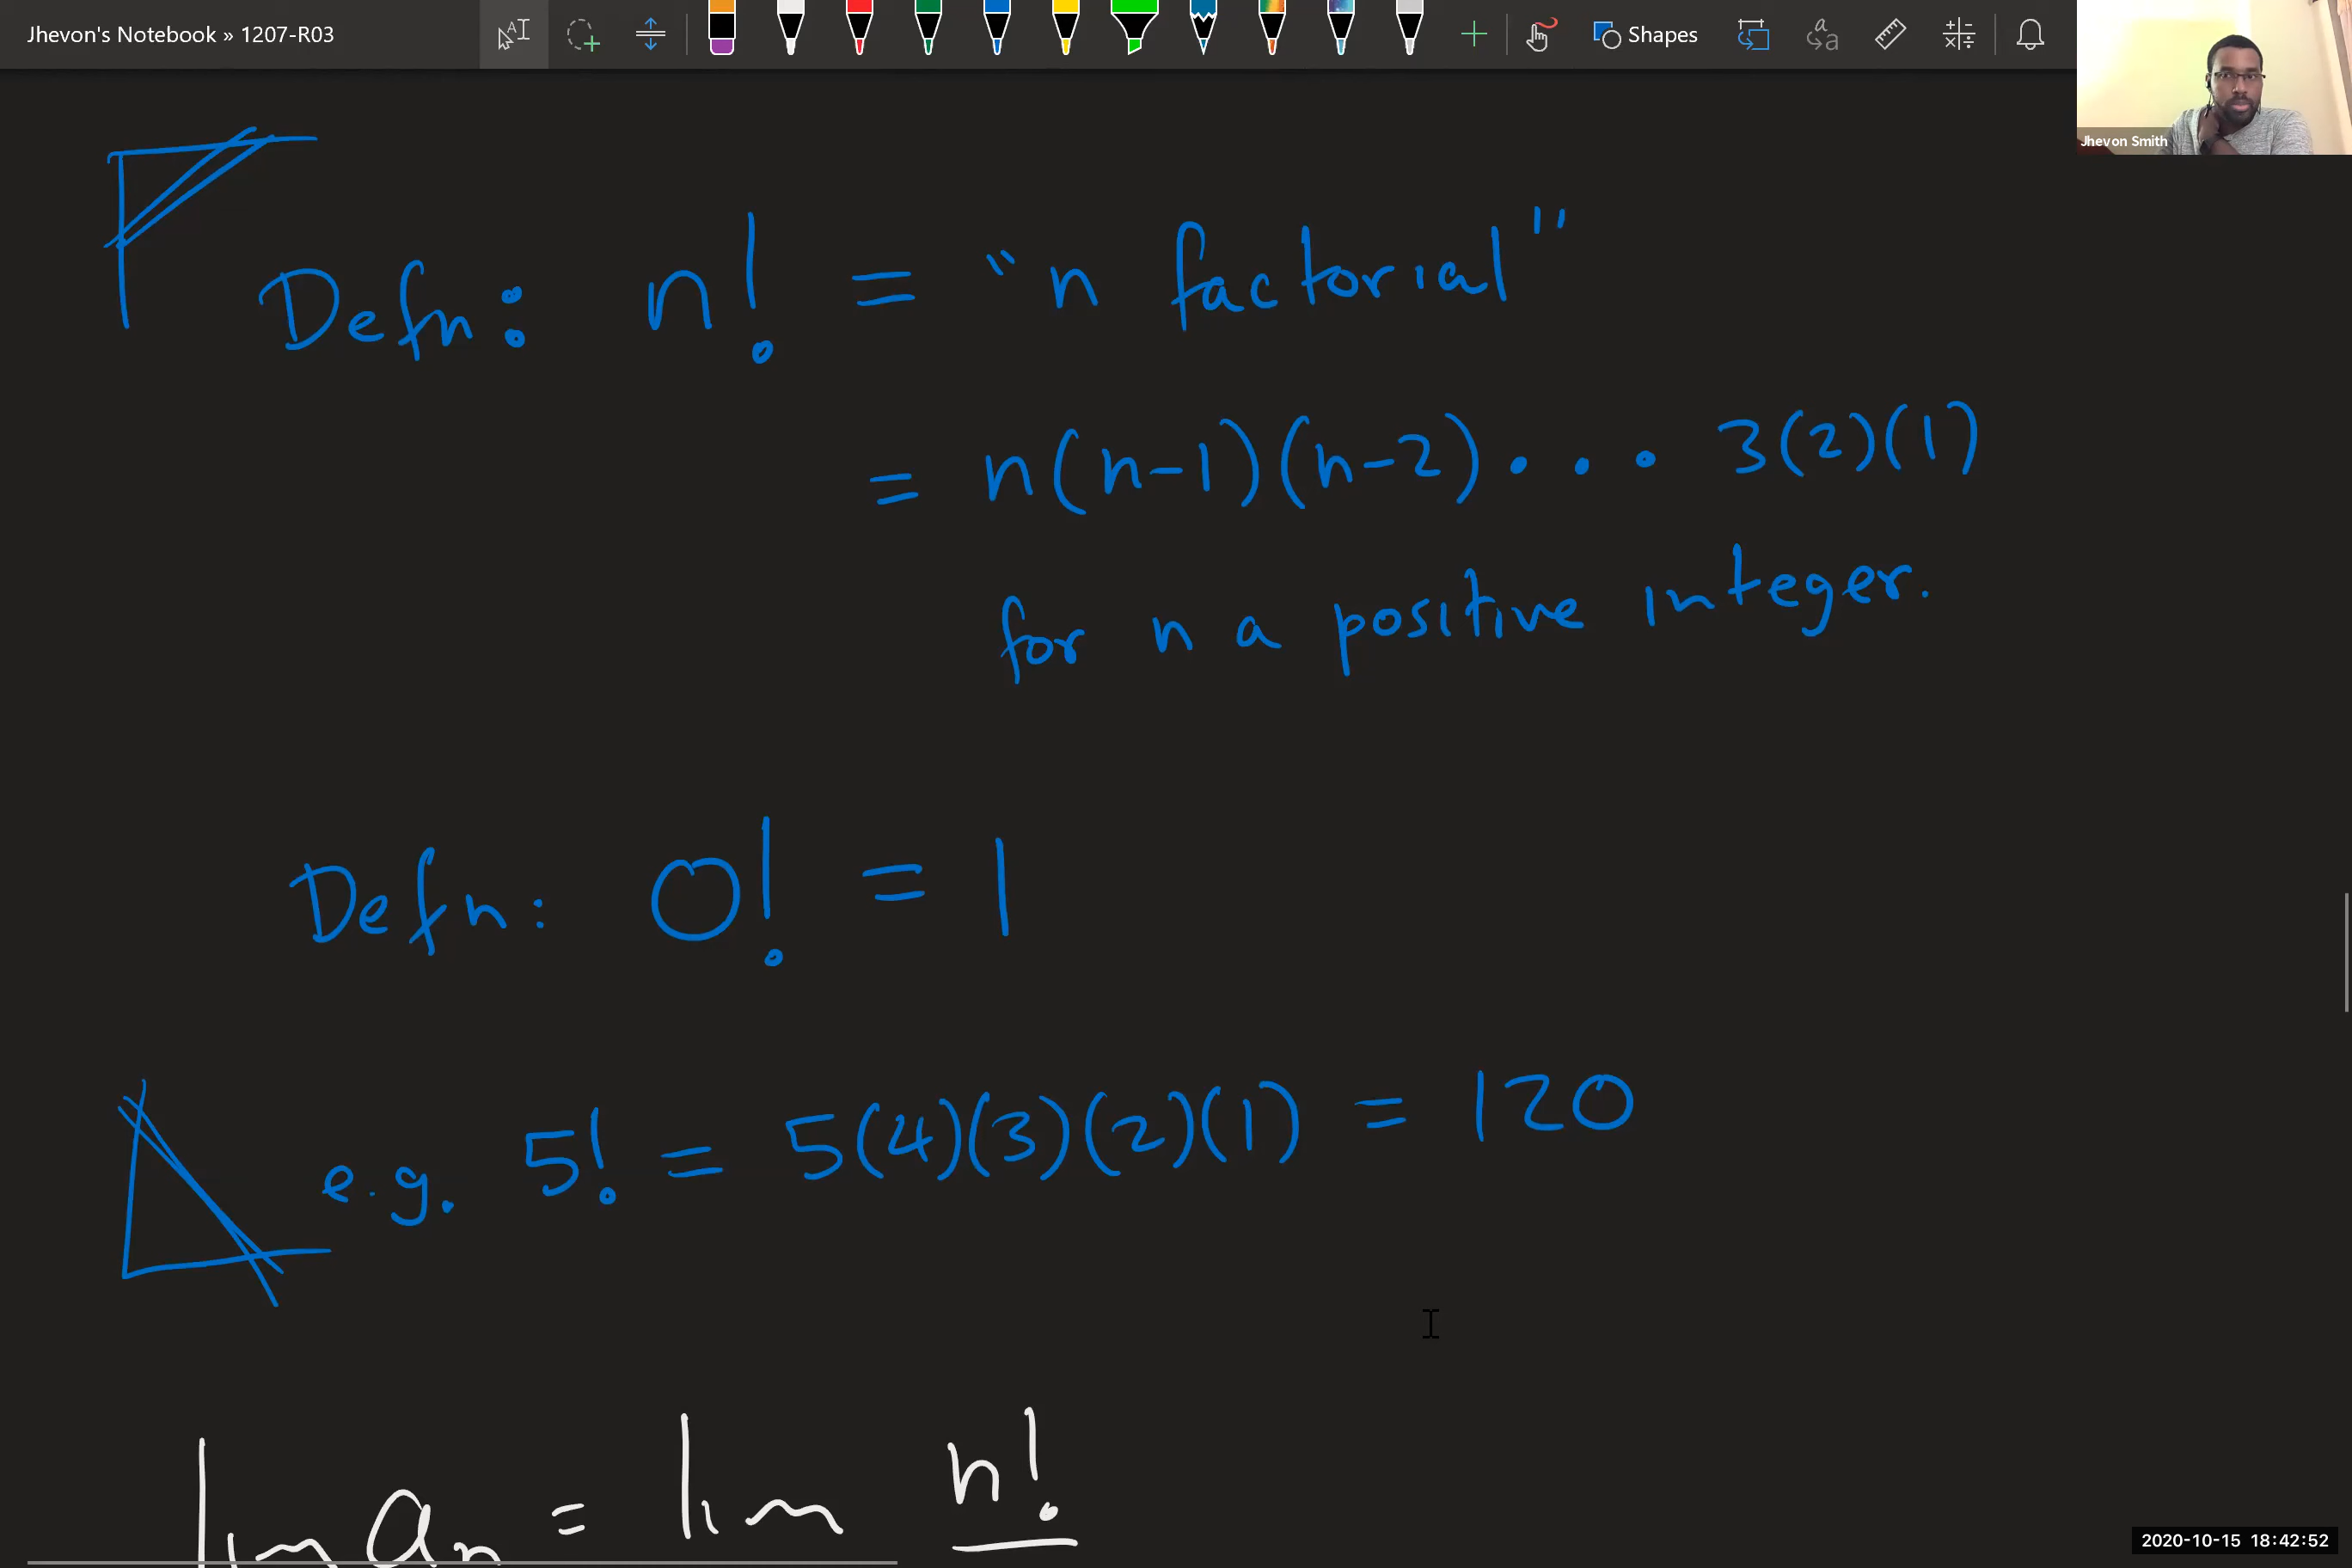 Jhevon's Notebook » 1207-R03
Shapes
Jhevon Smith
Defn: n! = "n factorial"
= n(n-1)(n-2) . . . 3(2)(1)
for n a positive integer.
Defn: 0! = 1
e.g. 5! = 5(4)(3)(2)(1) = 120
lim aₙ = lim n!
2020-10-15 18:42:52